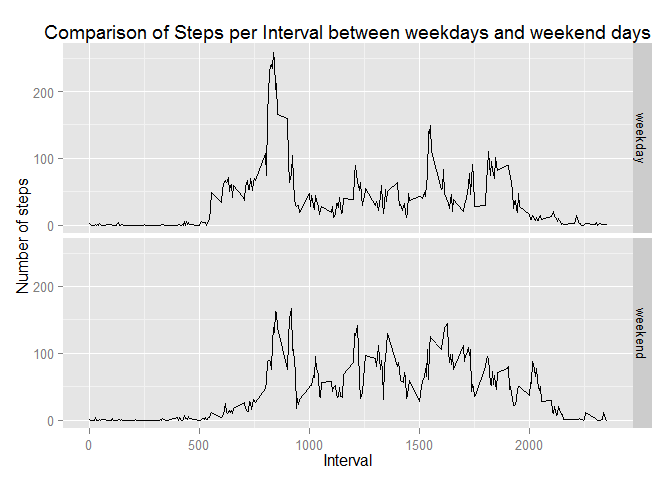 Comparison of Steps per Interval between weekdays and weekend days
Number of steps
200
100
0
weekday
200
100
0
weekend
0 500 1000 1500 2000
Interval